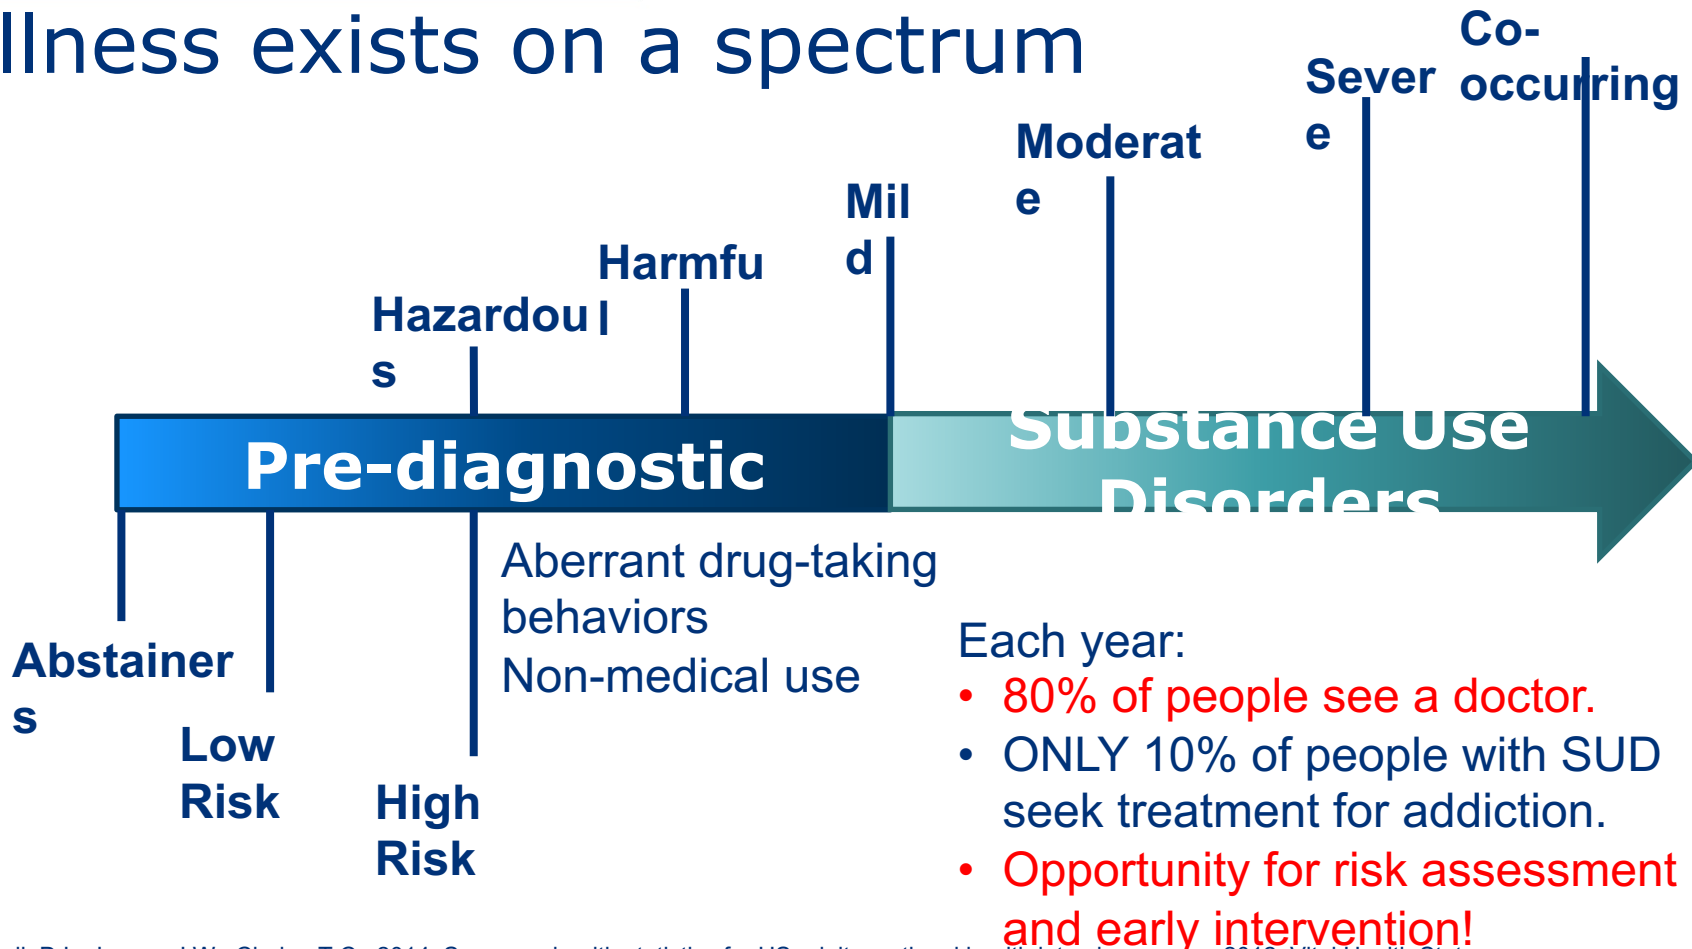 llness exists on a spectrum
Co-
occurring
Sever
e
Moderat
e
Mil
d
Harmfu
l
Hazardou
s
Pre-diagnostic
Substance Use
Disorders
Abstainer
s
Low
Risk
High
Risk
Aberrant drug-taking
behaviors
Non-medical use
Each year:
• 80% of people see a doctor.
• ONLY 10% of people with SUD
seek treatment for addiction.
• Opportunity for risk assessment
and early intervention!